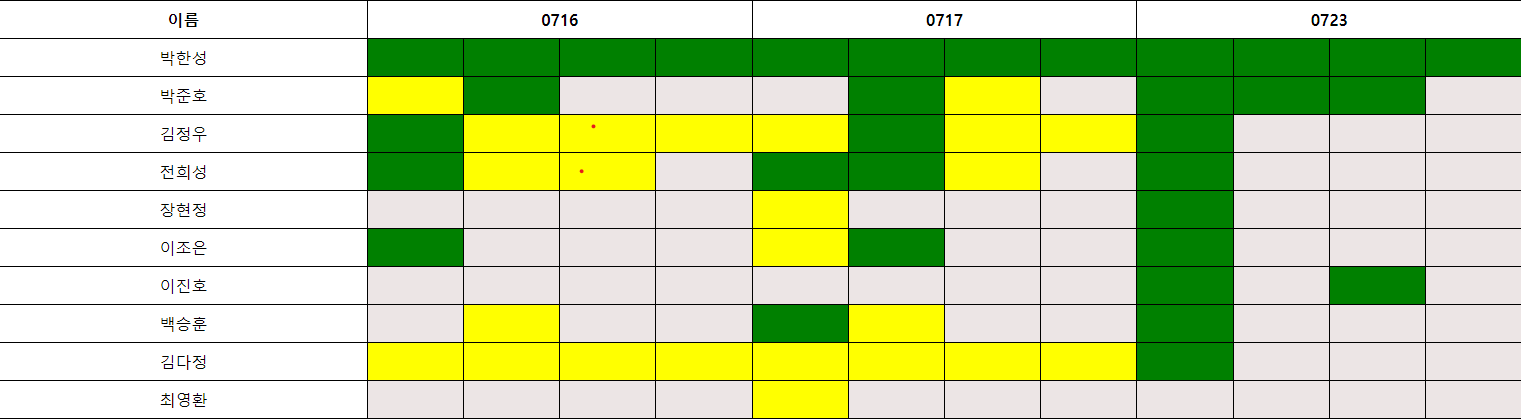 이름 0716 0717 0723
박한성
박준호
김정우
전희성
장현정
이조은
이진호
백승훈
김다정
최영환